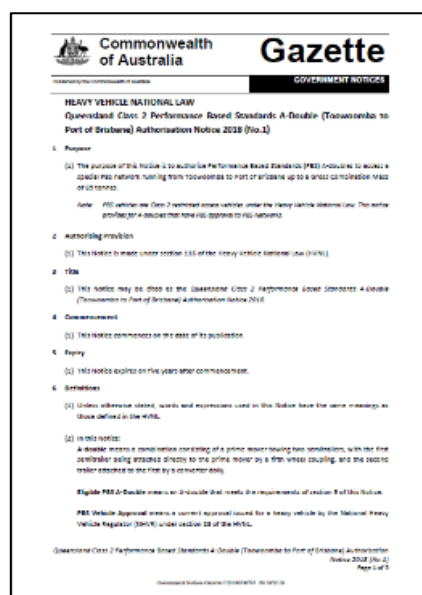 Commonwealth
of Australia
Gazette
Published by the Commonwealth of Australia
GOVERNMENT NOTICES
HEAVY VEHICLE NATIONAL LAW
Queensland Class 2 Performance Based Standards A-Double (Toowoomba to
Port of Brisbane) Authorisation Notice 2018 (No.1)
1 Purpose
(1) The purpose of this Notice is to authorise Performance Based Standards (PBS) A-doubles to access a
special PBS network running from Toowoomba to Port of Brisbane up to a Gross Combination Mass
of tonnes.
Note: PBS vehicles are Class 2 restricted access vehicles under the Heavy Vehicle National Law. This notice
provides for A-doubles that have PBS approval to PBS Networks.
2 Authorising Provision
(1) This Notice is made under section of the Heavy Vehicle National Law (HVNL).
3 Title
(1) This Notice may be cited as the Queensland Class 2 Performance Based Standards A-Double
(Toowoomba to Port of Brisbane) Authorisation Notice 2018.
4 Commencement
(1) This Notice commences on the date of its publication.
5 Expiry
(1) This Notice expires on five years after commencement.
6 Definitions
(1) Unless otherwise stated, words and expressions used in this Notice have the same meanings as
those defined in the HVNL.
(2) In this Notice:
A-double means a combination consisting of a prime mover towing two semitrailers, with the first
semitrailer being attached directly to the prime mover by a fifth wheel coupling, and the second
trailer attached to the first by a converter dolly.
Eligible PBS A-Double means an A-double that meets the requirements of section of this Notice.
PBS Vehicle Approval means a current approval issued for a heavy vehicle by the National Heavy
Vehicle Regulator (NHVR) under section of the HVNL.
Queensland Class 2 Performance Based Standards A-Double (Toowoomba to Port of Brisbane) Authorisation
Notice 2018 (No.1)
Page 1 of